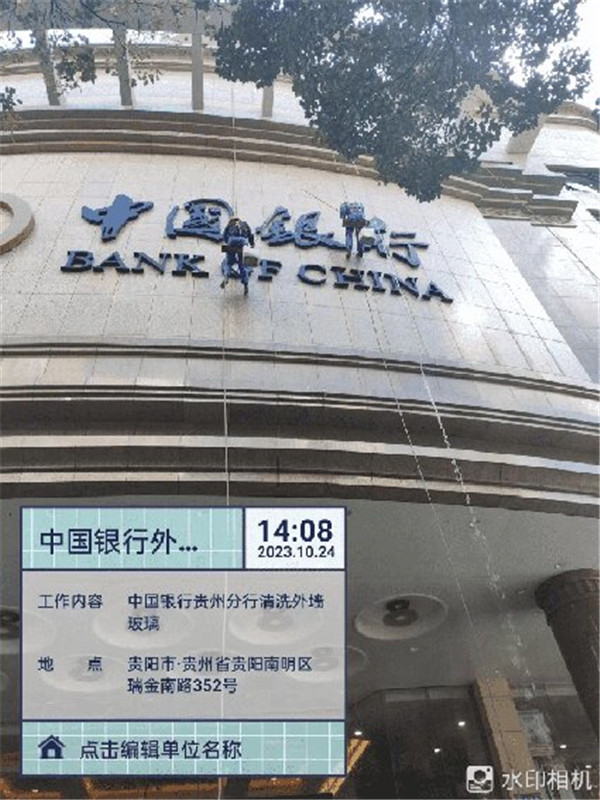 中国银行
BANK OF CHINA
中国银行外...
14:08
2023.10.24
工作内容 中国银行贵州分行清洗外墙
玻璃
地 点 贵阳市·贵州省贵阳南明区
瑞金南路352号
点击编辑单位名称
水印相机